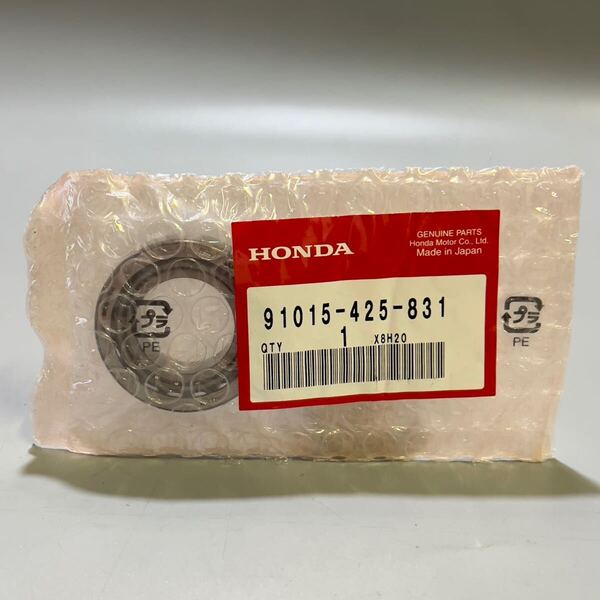 HONDA
GENUINE PARTS
Honda Motor Co., Ltd.
Made in Japan
91015-425-831
QTY 1 X8H20
プラ
PE
プラ
PE